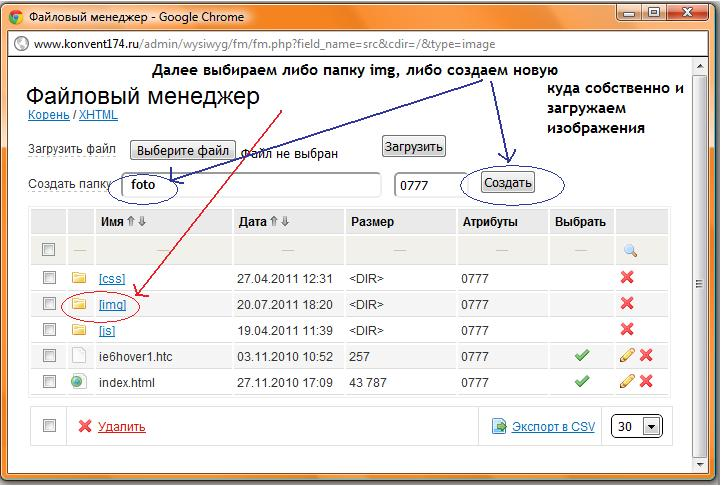 Файловый менеджер - Google Chrome
www.konvent174.ru/admin/wysiwyg/fm/fm.php?field_name=src&cdir=/&type=image
Далее выбираем либо папку img, либо создаем новую
куда собственно и
загружаем
изображения
Файловый менеджер
Корень / XHTML
Загрузить файл Выберите файл Файл не выбран Загрузить
Создать папку foto 0777 Создать
Имя Дата Размер Атрибуты Выбрать
— — — — —
[css] 27.04.2011 12:31 <DIR> 0777
[img] 20.07.2011 18:20 <DIR> 0777
[js] 19.04.2011 11:39 <DIR> 0777
ie6hover1.htc 03.11.2010 10:52 257 0777
index.html 27.11.2010 17:09 43 787 0777
Удалить Экспорт в CSV 30